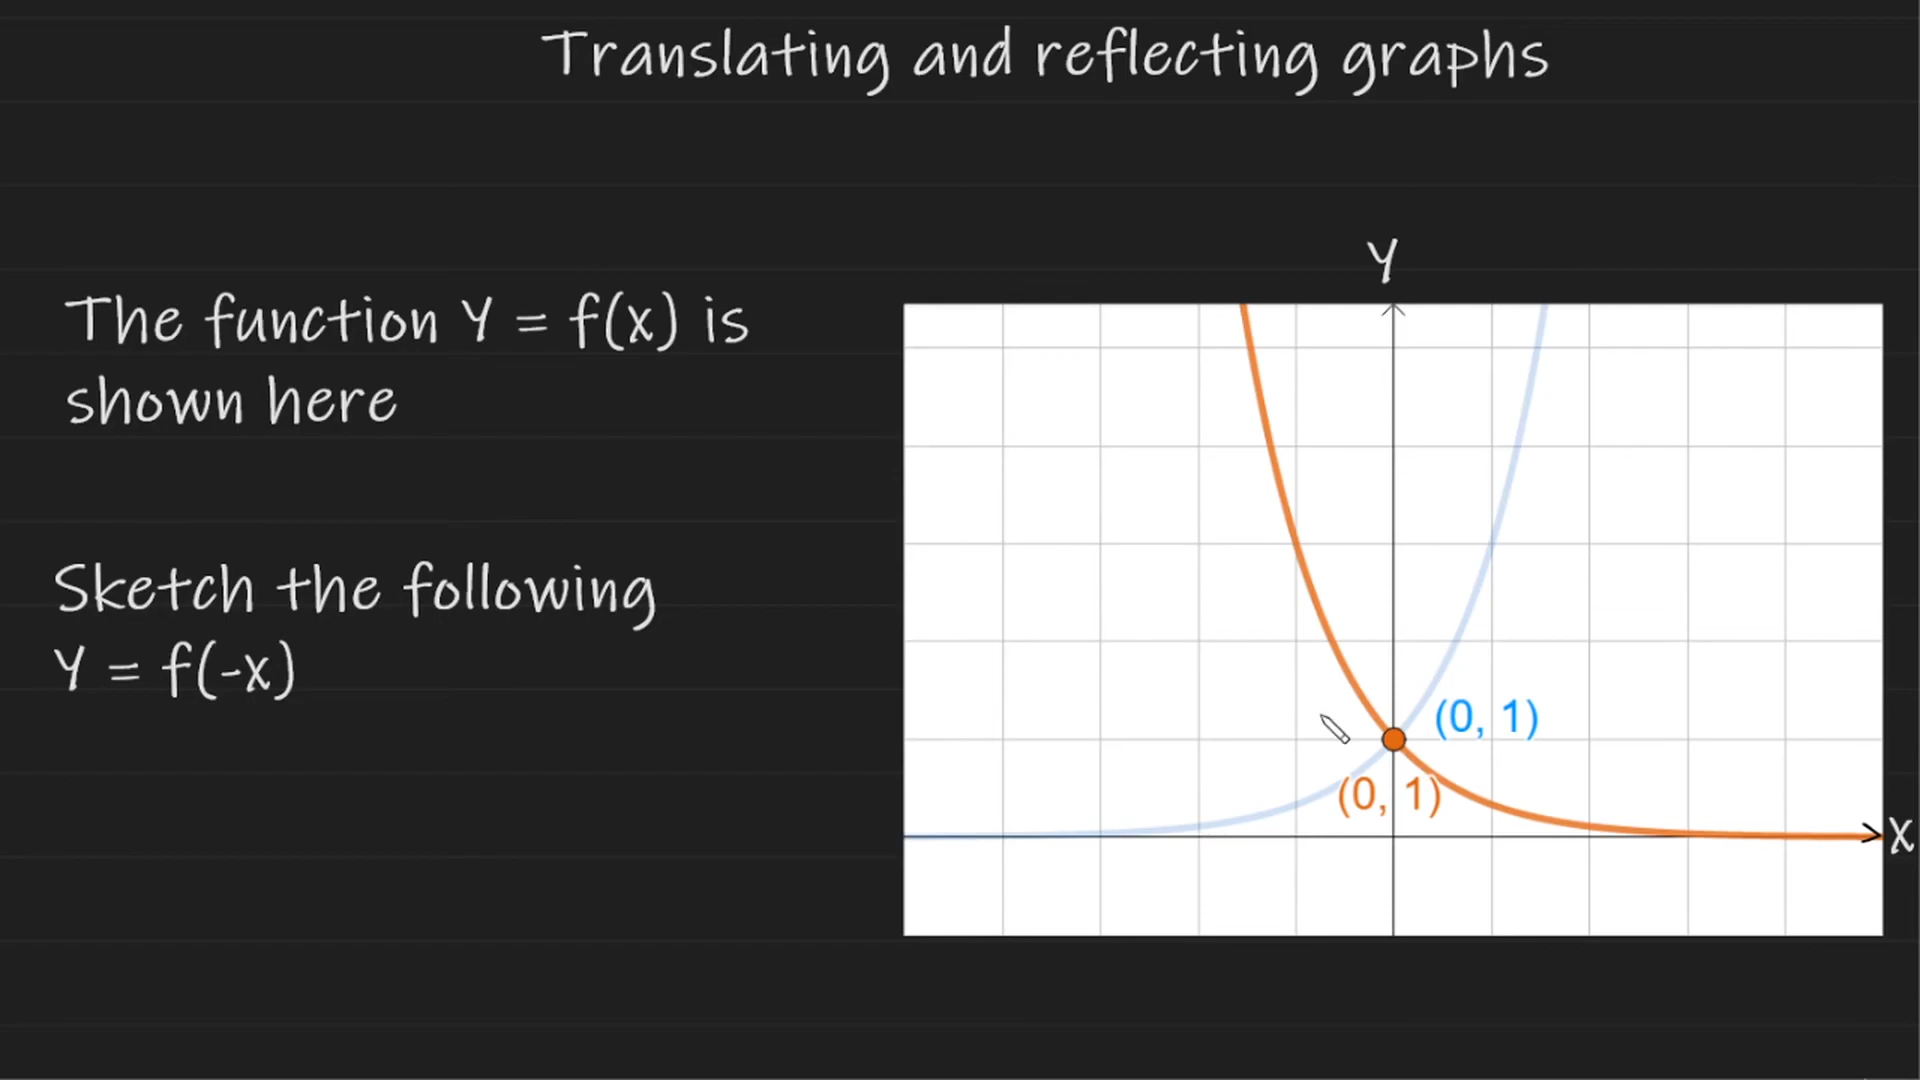 Translating and reflecting graphs
Y
The function Y = f(x) is
shown here
Sketch the following
Y = f(-x)
(0, 1)
(0, 1)
X